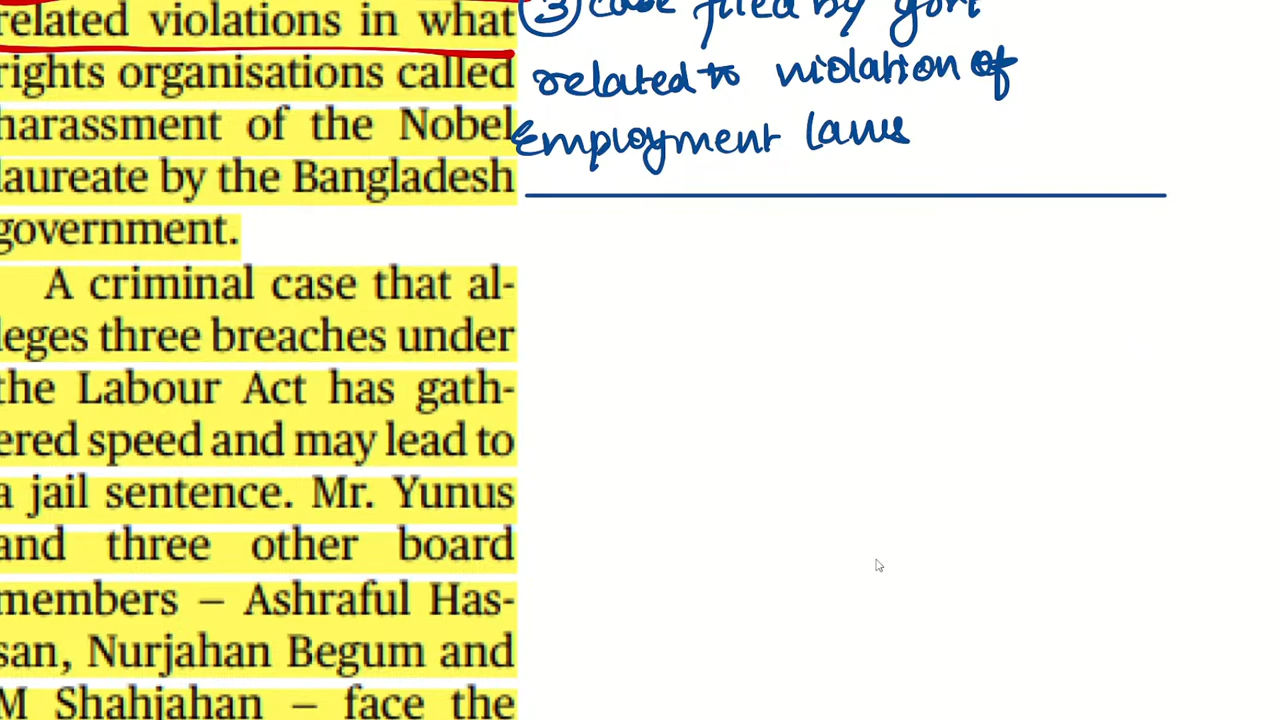 related violations in what
rights organisations called
harassment of the Nobel
laureate by the Bangladesh
government.
A criminal case that al-
leges three breaches under
the Labour Act has gath-
ered speed and may lead to
a jail sentence. Mr. Yunus
and three other board
members – Ashraful Has-
san, Nurjahan Begum and
M Shahjahan – face the
③ case filed by govt
related to violation of
employment laws